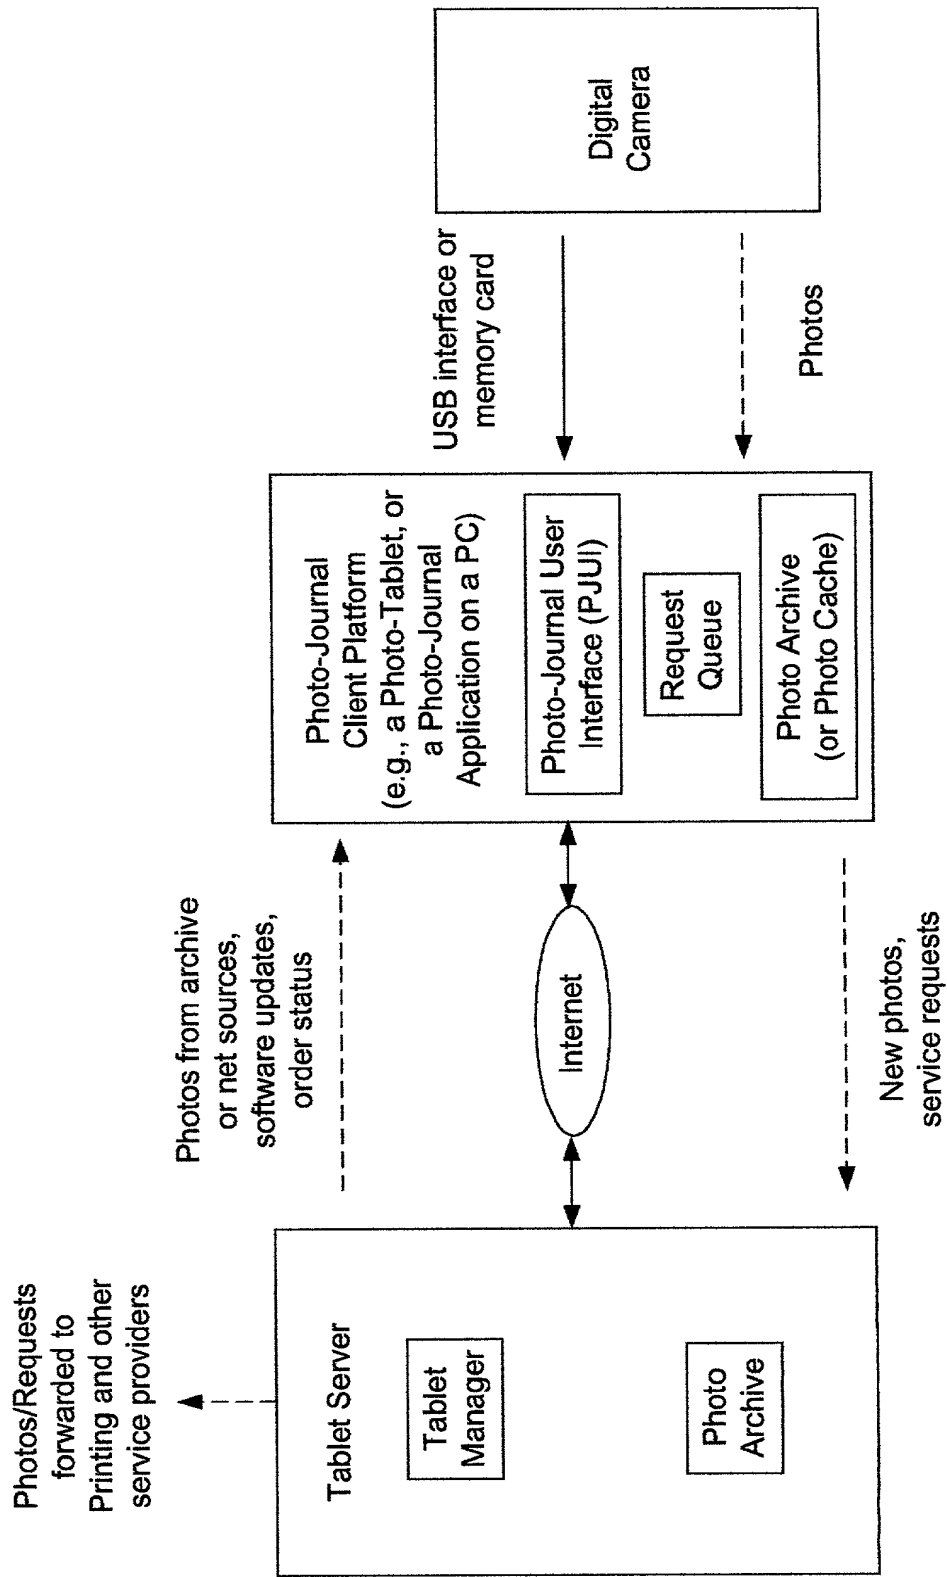 Photos/Requests
forwarded to
Printing and other
service providers
Tablet Server
Tablet
Manager
Photo
Archive
Photos from archive
or net sources,
software updates,
order status
Internet
New photos,
service requests
Photo-Journal
Client Platform
(e.g., a Photo-Tablet, or
a Photo-Journal
Application on a PC)
Photo-Journal User
Interface (PJUI)
Request
Queue
Photo Archive
(or Photo Cache)
USB interface or
memory card
Photos
Digital
Camera